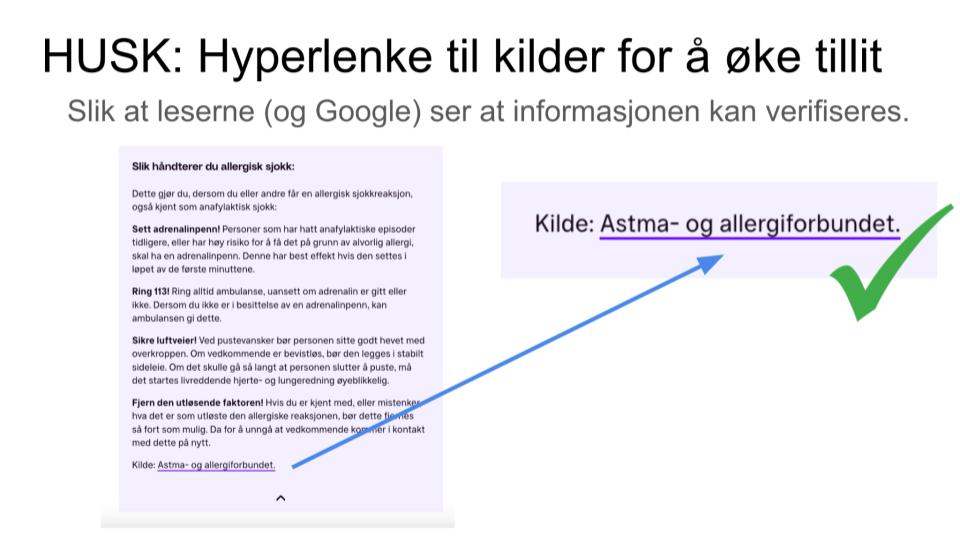 HUSK: Hyperlenke til kilder for å øke tillit
Slik at leserne (og Google) ser at informasjonen kan verifiseres.
Slik håndterer du allergisk sjokk:
Dette gjør du, dersom du eller andre får en allergisk sjokkreaksjon,
også kjent som anafylaktisk sjokk:
Sett adrenalinpenn! Personer som har hatt anafylaktiske episoder
tidligere, eller har høy risiko for å få det på grunn av alvorlig allergi,
skal ha en adrenalinpenn. Denne har best effekt hvis den settes i
løpet av de første minuttene.
Ring 113! Ring alltid ambulanse, uansett om adrenalin er gitt eller
ikke. Dersom du ikke er i besittelse av en adrenalinpenn, kan
ambulansen gi dette.
Sikre luftveier! Ved pustevansker bør personen sitte godt hevet med
overkroppen. Om vedkommende er bevistløs, bør den legges i stabilt
sideleie. Om det skulle gå så langt at personen slutter å puste, må
det startes livreddende hjerte- og lungeredning øyeblikkelig.
Fjern den utløsende faktoren! Hvis du er kjent med, eller mistenker
hva det er som utløste den allergiske reaksjonen, bør dette fjernes
så fort som mulig. Da for å unngå at vedkommende kommer i kontakt
med dette på nytt.
Kilde: Astma- og allergiforbundet.
Kilde: Astma- og allergiforbundet.